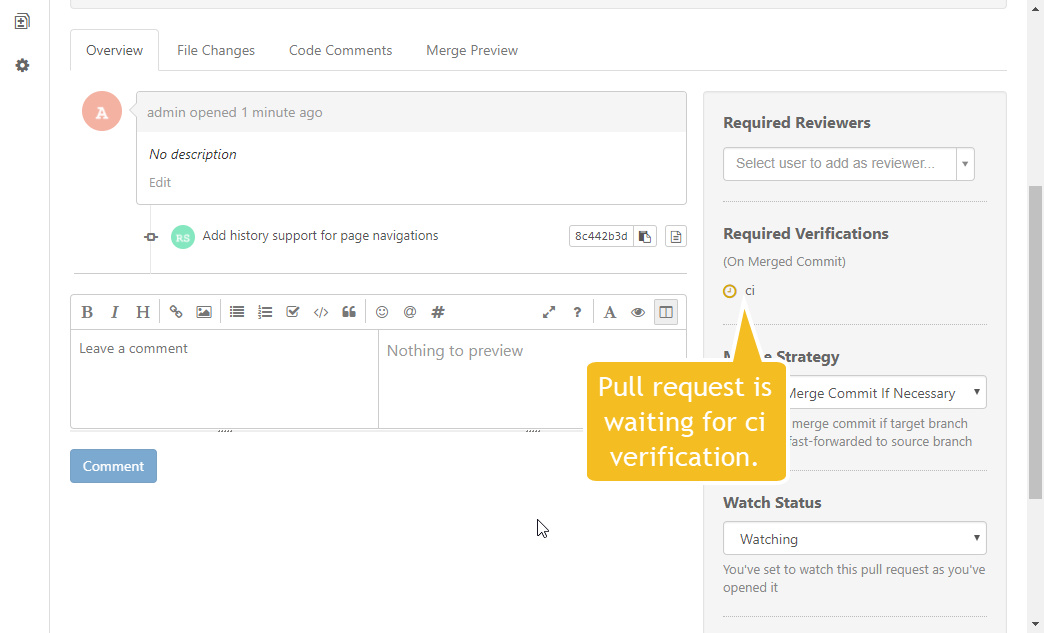 Overview File Changes Code Comments Merge Preview
A
admin opened 1 minute ago
No description
Edit
RS Add history support for page navigations 8c442b3d
B I H @ # ? A
Leave a comment
Nothing to preview
Comment
Required Reviewers
Select user to add as reviewer...
Required Verifications
(On Merged Commit)
ci
Strategy
Merge Commit If Necessary
merge commit if target branch
fast-forwarded to source branch
Pull request is
waiting for ci
verification.
Watch Status
Watching
You've set to watch this pull request as you've
opened it